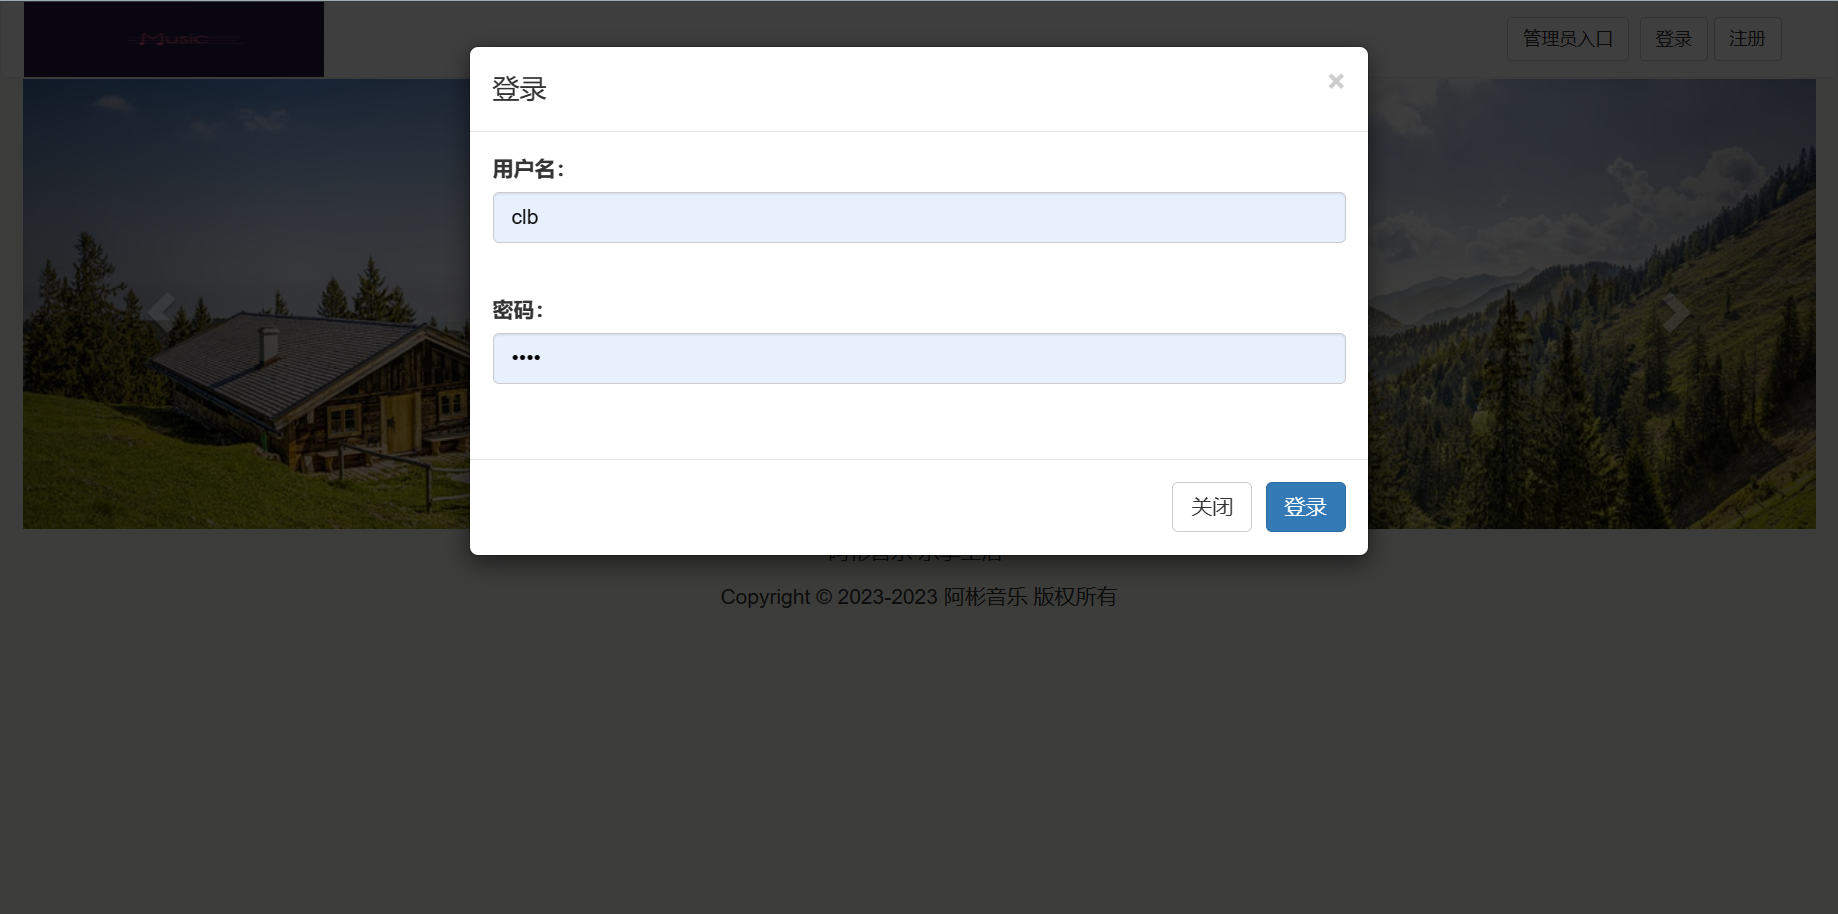 Music
管理员入口
登录
注册
登录
×
用户名：
clb
密码：
••••
关闭
登录
Copyright © 2023-2023 阿彬音乐 版权所有